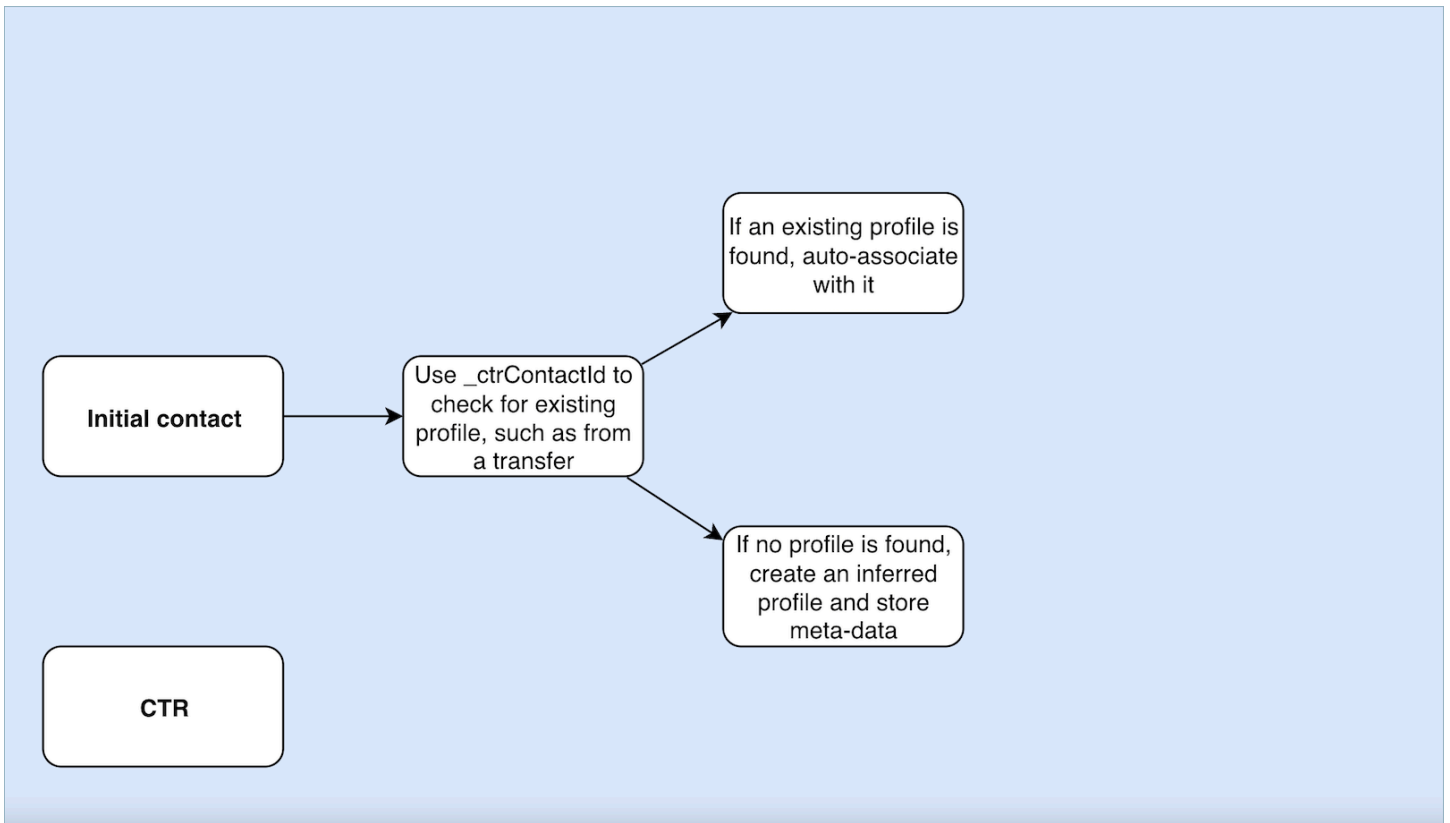 If an existing profile is
found, auto-associate
with it
Initial contact
Use _ctrContactId to
check for existing
profile, such as from
a transfer
If no profile is found,
create an inferred
profile and store
meta-data
CTR